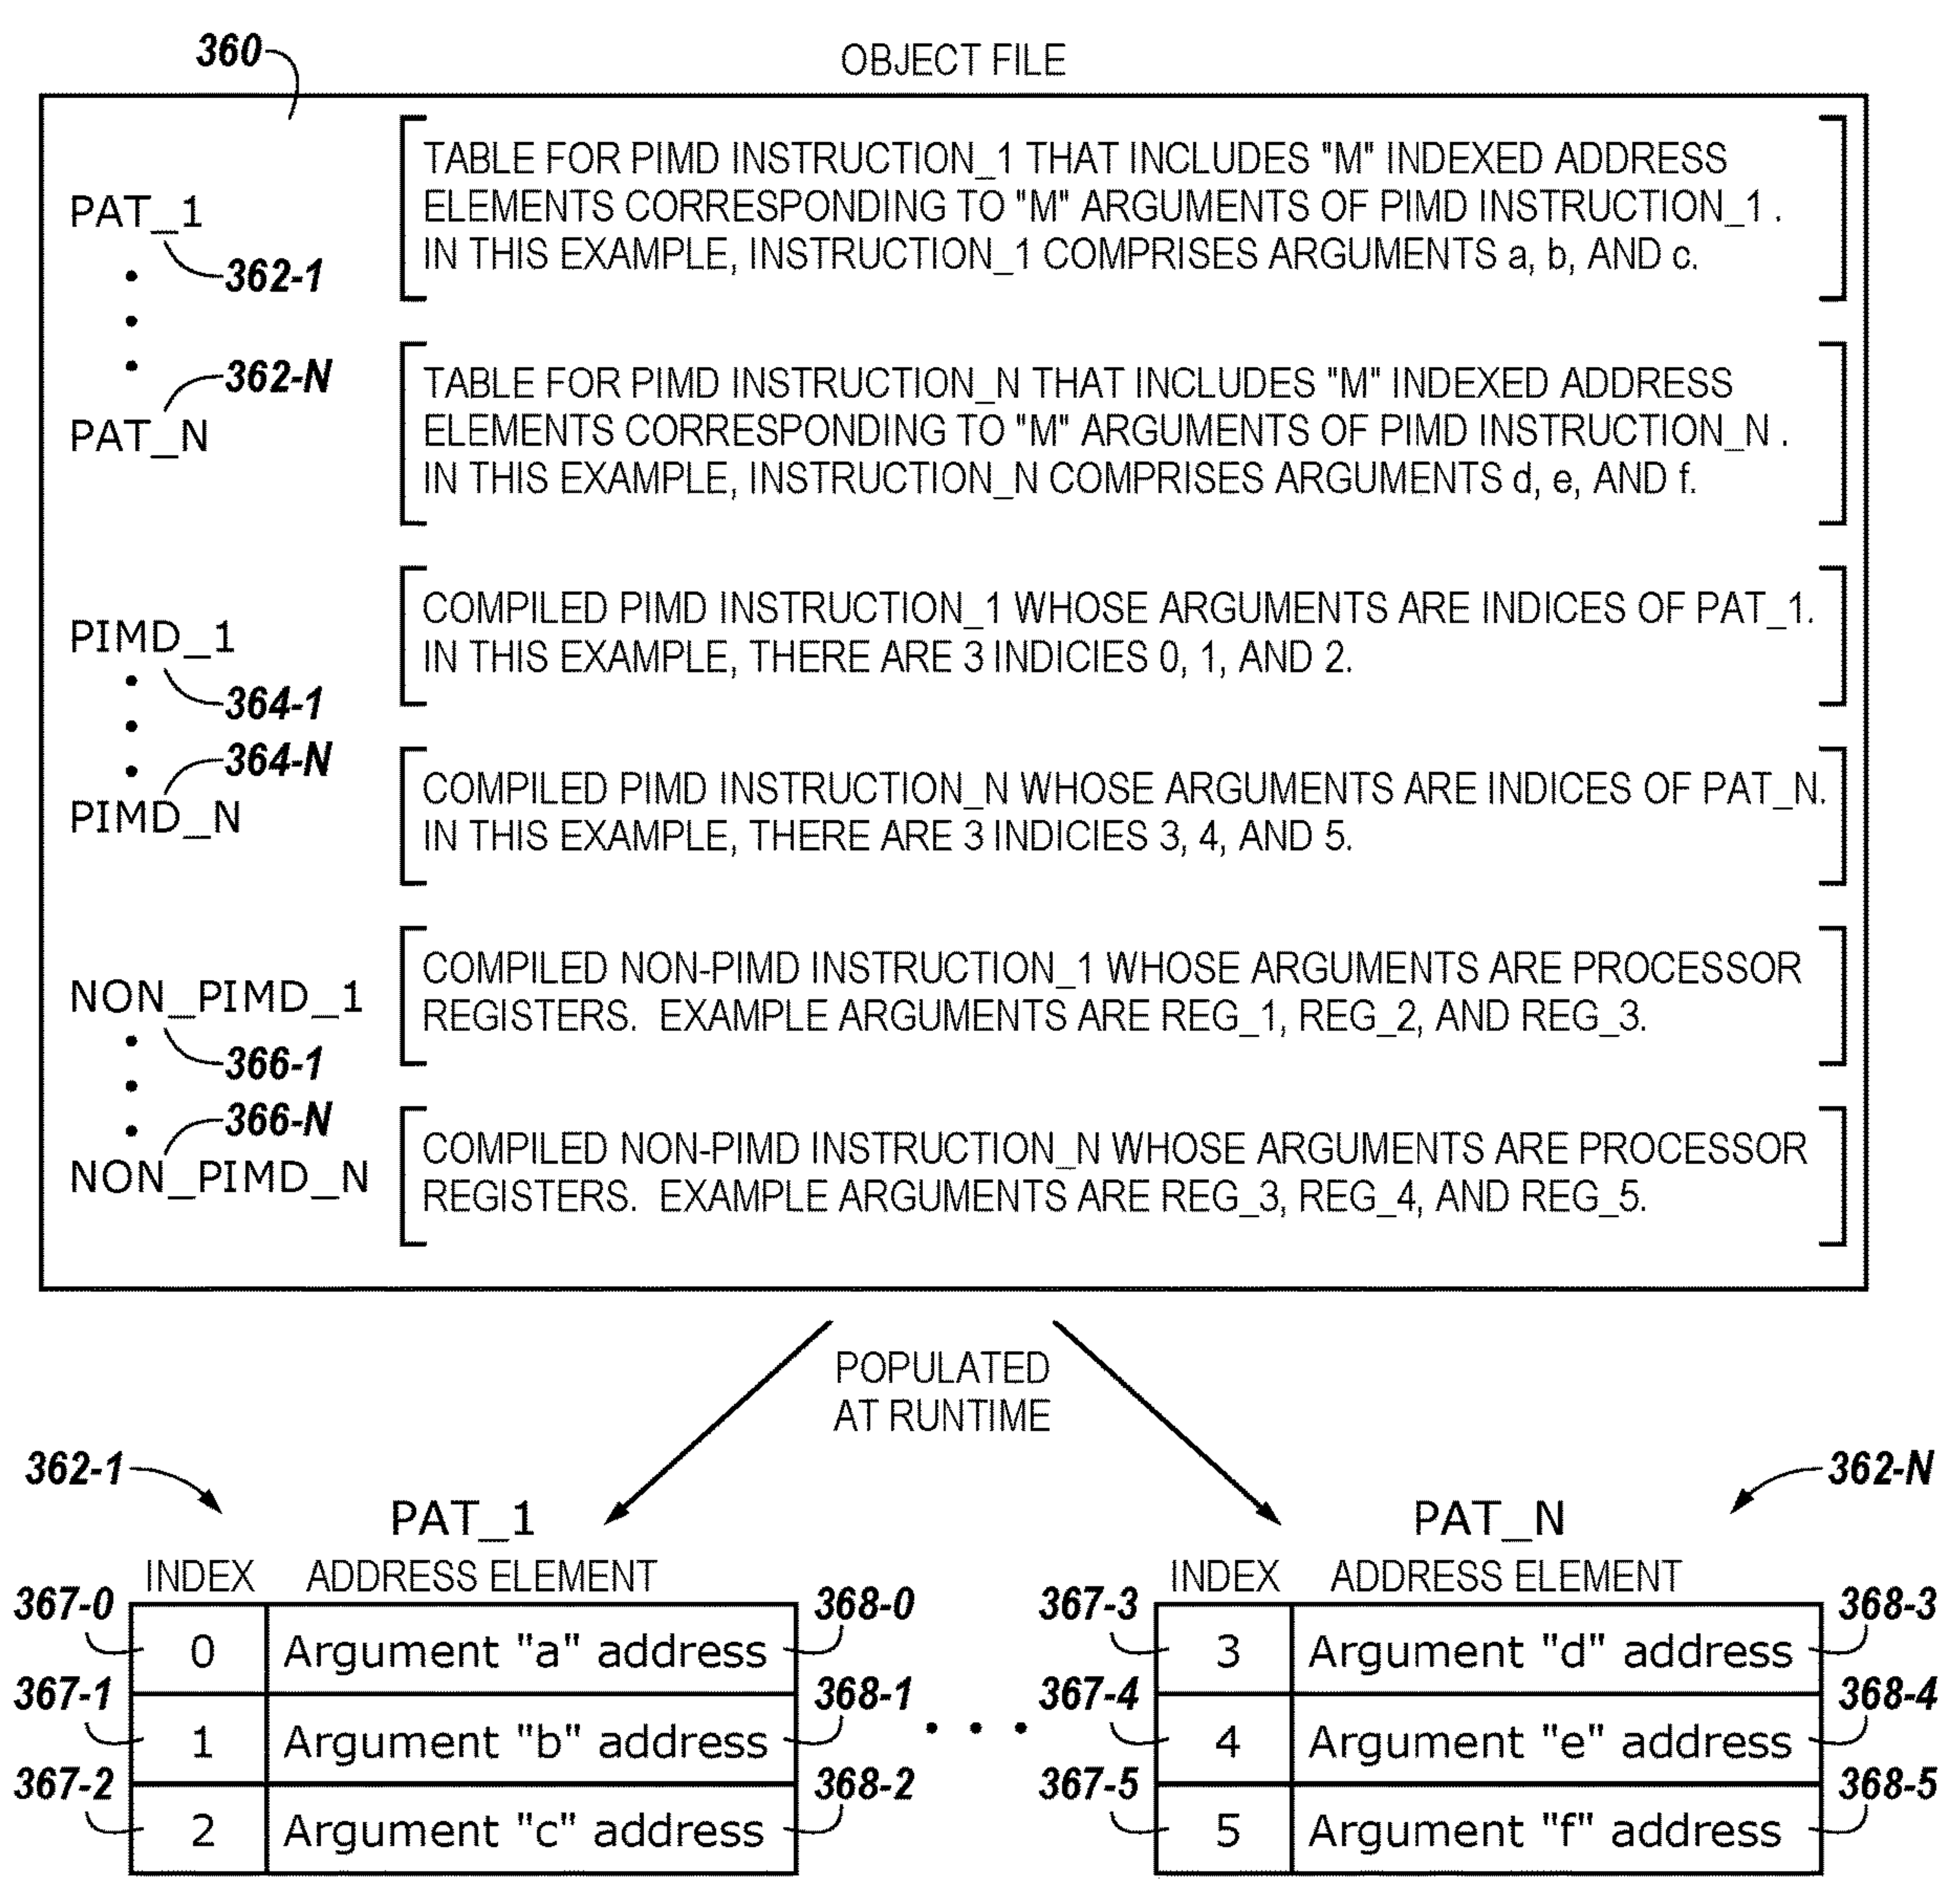 360
OBJECT FILE
PAT_1
362-1
TABLE FOR PIMD INSTRUCTION_1 THAT INCLUDES "M" INDEXED ADDRESS
ELEMENTS CORRESPONDING TO "M" ARGUMENTS OF PIMD INSTRUCTION_1 .
IN THIS EXAMPLE, INSTRUCTION_1 COMPRISES ARGUMENTS a, b, AND c.
362-N
PAT_N
TABLE FOR PIMD INSTRUCTION_N THAT INCLUDES "M" INDEXED ADDRESS
ELEMENTS CORRESPONDING TO "M" ARGUMENTS OF PIMD INSTRUCTION_N .
IN THIS EXAMPLE, INSTRUCTION_N COMPRISES ARGUMENTS d, e, AND f.
PIMD_1
364-1
COMPILED PIMD INSTRUCTION_1 WHOSE ARGUMENTS ARE INDICES OF PAT_1.
IN THIS EXAMPLE, THERE ARE 3 INDICIES 0, 1, AND 2.
364-N
PIMD_N
COMPILED PIMD INSTRUCTION_N WHOSE ARGUMENTS ARE INDICES OF PAT_N.
IN THIS EXAMPLE, THERE ARE 3 INDICIES 3, 4, AND 5.
NON_PIMD_1
366-1
COMPILED NON-PIMD INSTRUCTION_1 WHOSE ARGUMENTS ARE PROCESSOR
REGISTERS. EXAMPLE ARGUMENTS ARE REG_1, REG_2, AND REG_3.
366-N
NON_PIMD_N
COMPILED NON-PIMD INSTRUCTION_N WHOSE ARGUMENTS ARE PROCESSOR
REGISTERS. EXAMPLE ARGUMENTS ARE REG_3, REG_4, AND REG_5.
POPULATED
AT RUNTIME
362-1
PAT_1
INDEX ADDRESS ELEMENT
367-0 0 Argument "a" address 368-0
367-1 1 Argument "b" address 368-1
367-2 2 Argument "c" address 368-2
362-N
PAT_N
INDEX ADDRESS ELEMENT
367-3 3 Argument "d" address 368-3
367-4 4 Argument "e" address 368-4
367-5 5 Argument "f" address 368-5